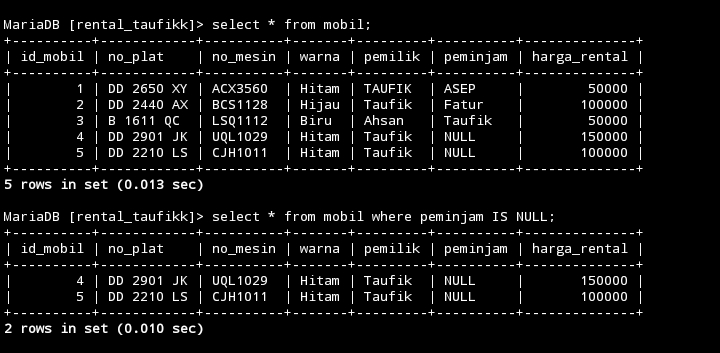 MariaDB [rental_taufikk]> select * from mobil;
+----------+------------+----------+-------+---------+----------+--------------+
| id_mobil | no_plat    | no_mesin | warna | pemilik | peminjam | harga_rental |
+----------+------------+----------+-------+---------+----------+--------------+
|        1 | DD 2650 XY | ACX3560  | Hitam | TAUFIK  | ASEP     |        50000 |
|        2 | DD 2440 AX | BCS1128  | Hijau | Taufik  | Fatur    |       100000 |
|        3 | B 1611 QC  | LSQ1112  | Biru  | Ahsan   | Taufik   |        50000 |
|        4 | DD 2901 JK | UQL1029  | Hitam | Taufik  | NULL     |       150000 |
|        5 | DD 2210 LS | CJH1011  | Hitam | Taufik  | NULL     |       100000 |
+----------+------------+----------+-------+---------+----------+--------------+
5 rows in set (0.013 sec)
MariaDB [rental_taufikk]> select * from mobil where peminjam IS NULL;
+----------+------------+----------+-------+---------+----------+--------------+
| id_mobil | no_plat    | no_mesin | warna | pemilik | peminjam | harga_rental |
+----------+------------+----------+-------+---------+----------+--------------+
|        4 | DD 2901 JK | UQL1029  | Hitam | Taufik  | NULL     |       150000 |
|        5 | DD 2210 LS | CJH1011  | Hitam | Taufik  | NULL     |       100000 |
+----------+------------+----------+-------+---------+----------+--------------+
2 rows in set (0.010 sec)